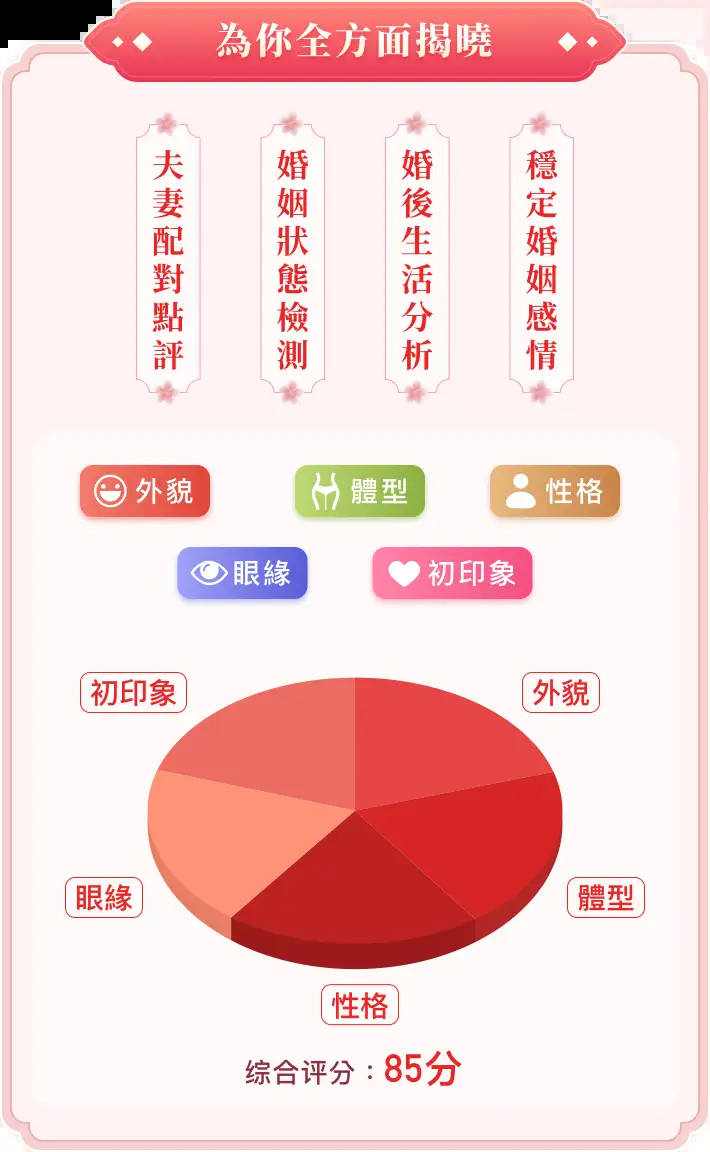 為你全方面揭曉
夫妻配對點評
婚姻狀態檢測
婚後生活分析
穩定婚姻感情
外貌
體型
性格
眼緣
初印象
初印象
外貌
眼緣
體型
性格
综合评分：85分